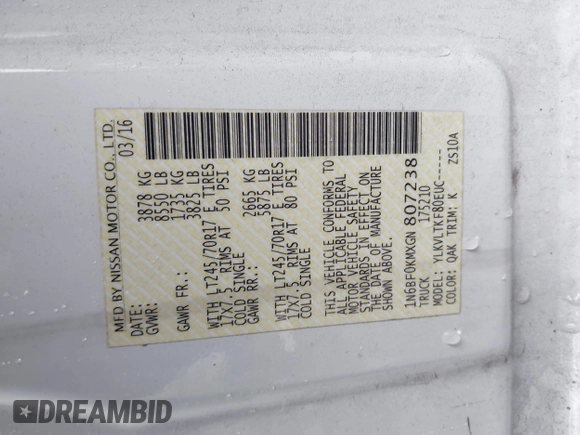 MFD BY NISSAN MOTOR CO., LTD.
03/16
GVWR: 3878 KG
8550 LB
GAWR FR.: 1735 KG
3825 LB
WITH LT245/70R17 E TIRES
17X7.5 RIMS AT 50 PSI
COLD SINGLE
GAWR RR.: 2665 KG
5875 LB
WITH LT245/70R17 E TIRES
17X7.5 RIMS AT 80 PSI
COLD SINGLE
THIS VEHICLE CONFORMS TO
ALL APPLICABLE FEDERAL
MOTOR VEHICLE SAFETY
STANDARDS IN EFFECT ON
THE DATE OF MANUFACTURE
SHOWN ABOVE.
1N6BF0KMXGN 807238
TRUCK 173210
MODEL: YLKVLTKF80EUC-----
COLOR: QAK TRIM: K ZS10A
DREAMBID